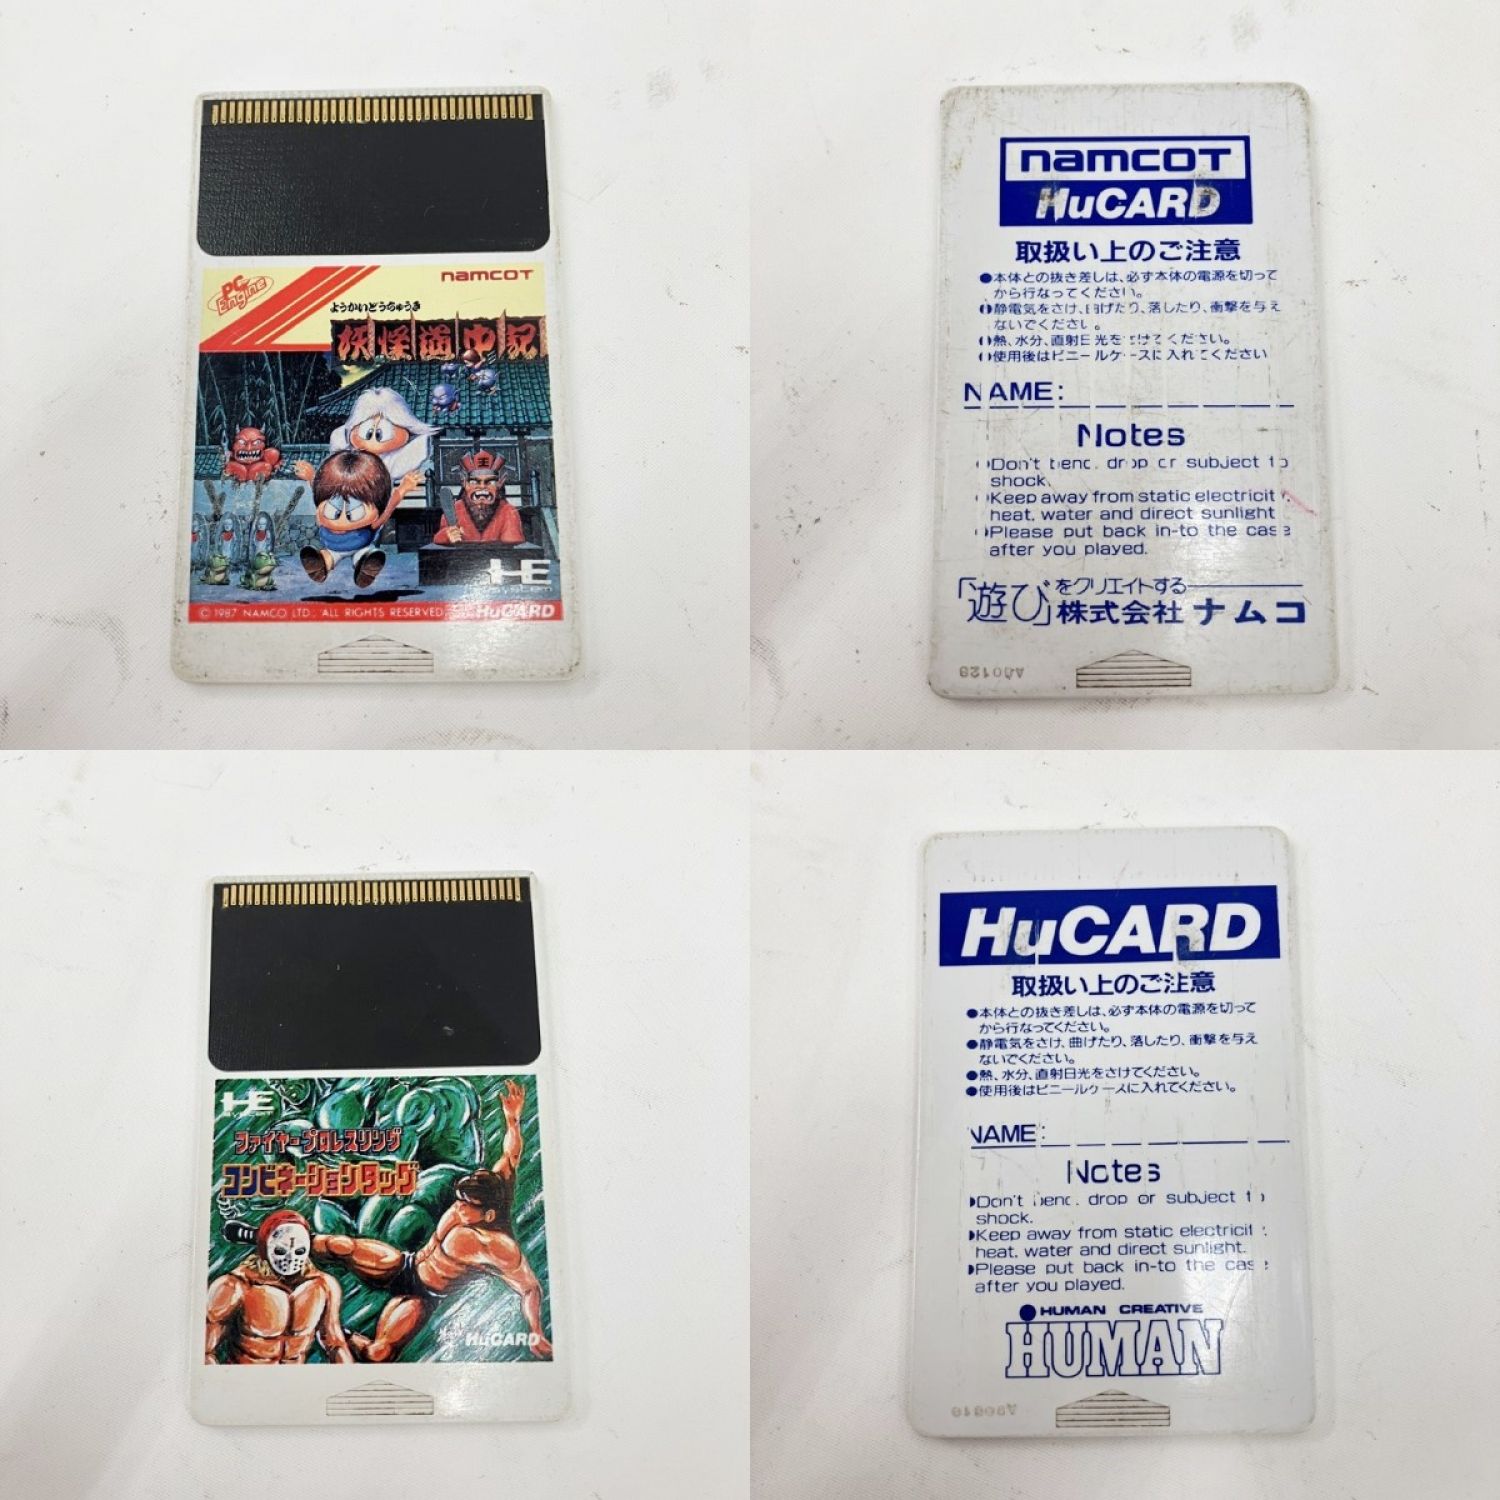 PC Engine
namcot
ようかいどうちゅうき
妖怪道中記
王
HE
system
© 1987 NAMCO LTD., ALL RIGHTS RESERVED.
HuCARD
namcot
HuCARD
取扱い上のご注意
●本体との抜き差しは、必ず本体の電源を切って
から行なってください。
●静電気をさけ、曲げたり、落したり、衝撃を与え
ないでください。
●熱、水分、直射日光をさけてください。
●使用後はビニールケースに入れてください
NAME:
Notes
●Don't bend, drop or subject to
shock.
●Keep away from static electricity,
heat, water and direct sunlight
●Please put back in-to the case
after you played.
「遊び」をクリエイトする
株式会社ナムコ
A80128
HE
system
ファイヤープロレスリング
コンビネーションタッグ
HuCARD
HuCARD
取扱い上のご注意
●本体との抜き差しは、必ず本体の電源を切って
から行なってください。
●静電気をさけ、曲げたり、落したり、衝撃を与え
ないでください。
●熱、水分、直射日光をさけてください。
●使用後はビニールケースに入れてください。
NAME:
Notes
●Don't bend, drop or subject to
shock.
●Keep away from static electricity,
heat, water and direct sunlight.
●Please put back in-to the case
after you played.
HUMAN CREATIVE
HUMAN